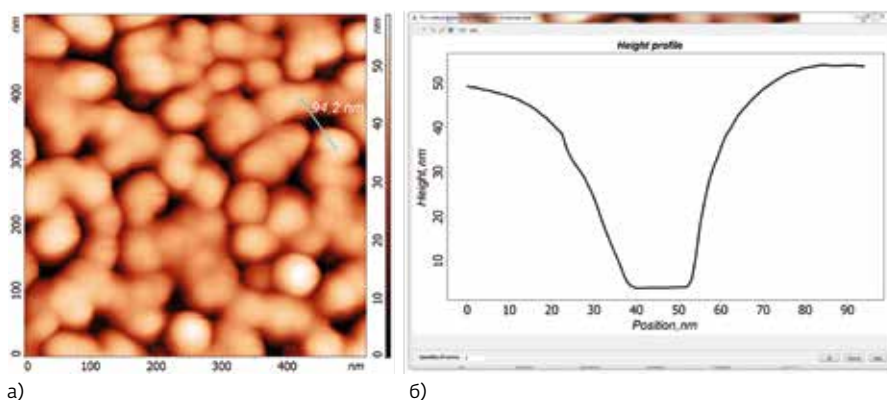 nm
50
40
30
20
10
0
nm
400
300
200
100
0
94.2 nm
0 100 200 300 400 nm
а)
Height profile
Height, nm
50
40
30
20
10
0 10 20 30 40 50 60 70 80 90
Position, nm
б)